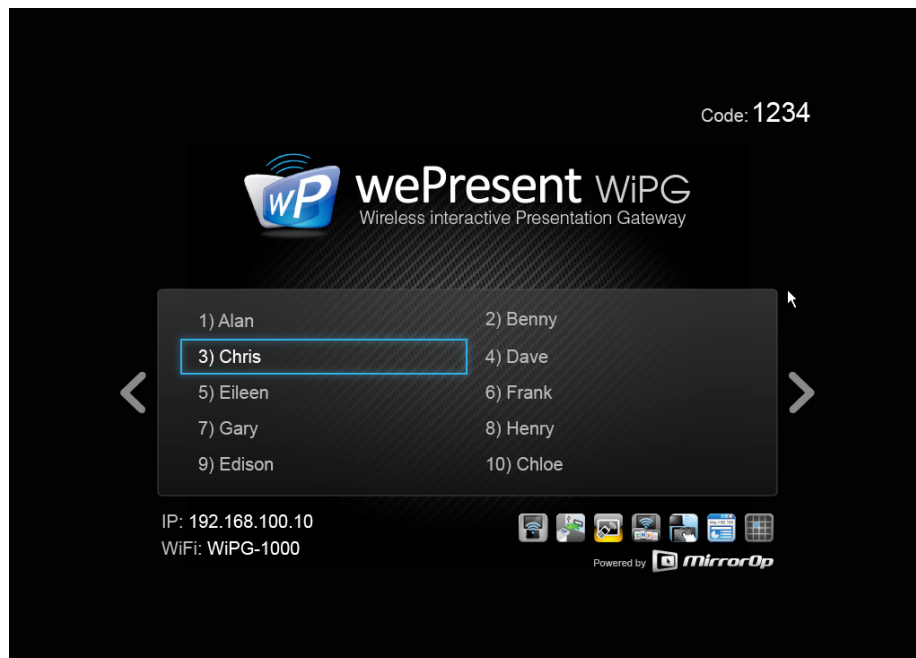 Code: 1234
wP wePresent WiPG
Wireless interactive Presentation Gateway
1) Alan 2) Benny
3) Chris 4) Dave
5) Eileen 6) Frank
7) Gary 8) Henry
9) Edison 10) Chloe
IP: 192.168.100.10
WiFi: WiPG-1000
Powered by MirrorOp